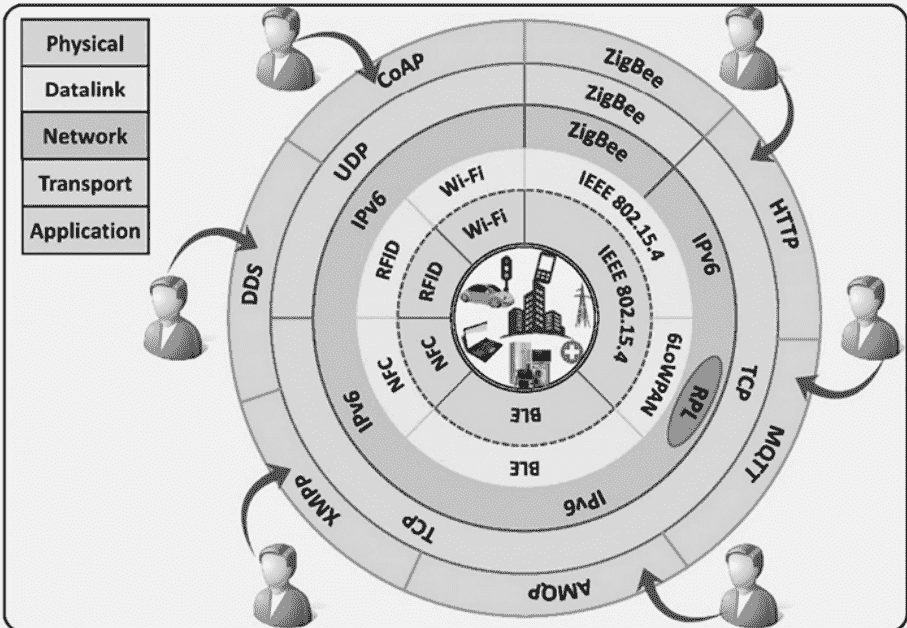 Physical
Datalink
Network
Transport
Application
CoAP
ZigBee
ZigBee
ZigBee
UDP
IPv6
Wi-Fi
Wi-Fi
IEEE 802.15.4
IEEE 802.15.4
IPv6
HTTP
RFID
RFID
DDS
NFC
NFC
6LoWPAN
RPL
TCP
MQTT
BLE
BLE
IPv6
IPv6
TCP
XMPP
AMQP